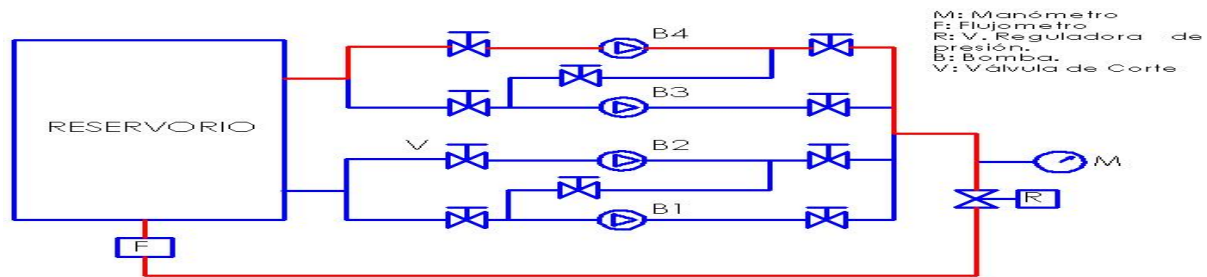 M: Manómetro
F: Flujometro
R: V. Reguladora de
presión.
B: Bomba.
V: Válvula de Corte
B4
B3
RESERVORIO
V
B2
M
B1
R
F